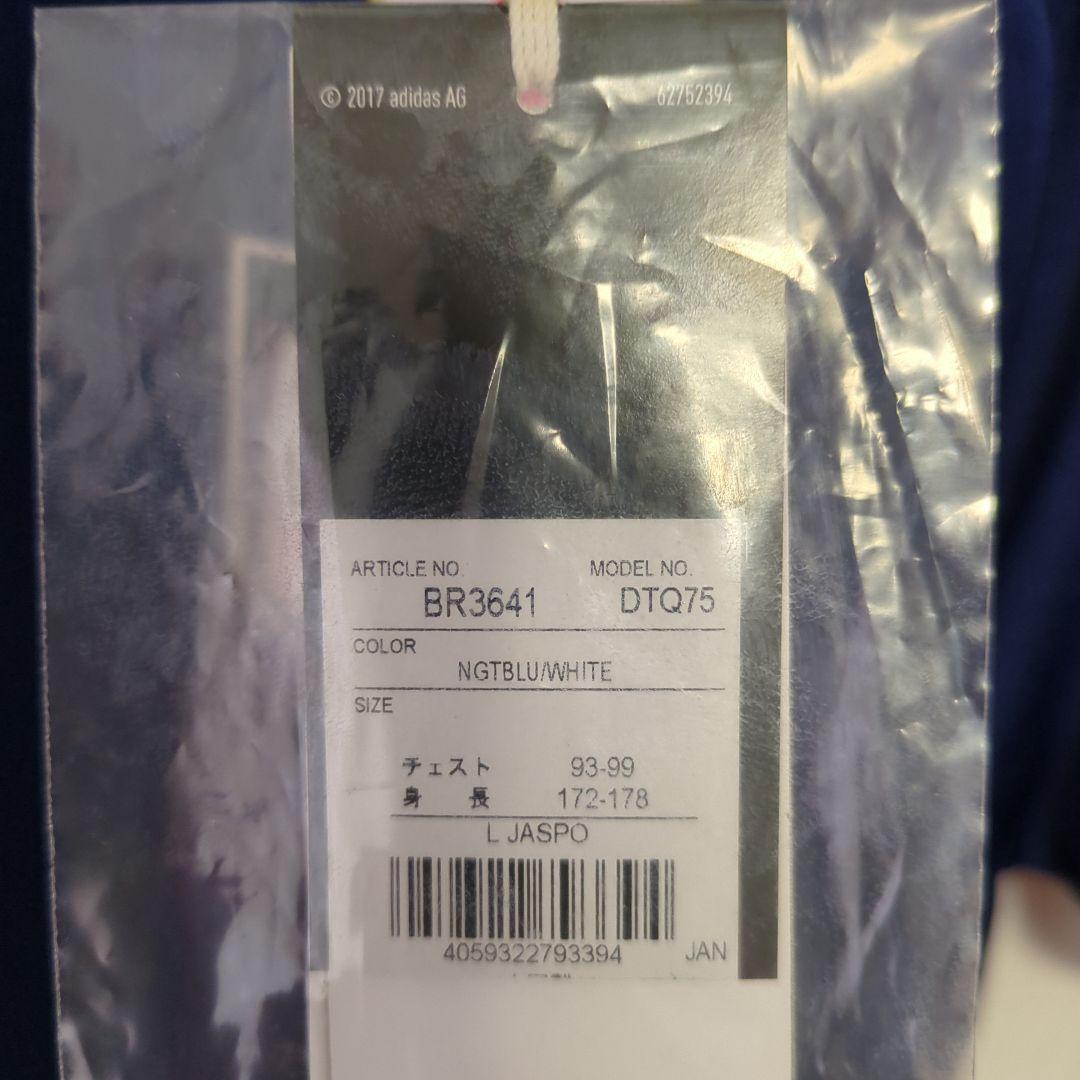 © 2017 adidas AG 62752394
ARTICLE NO. MODEL NO.
BR3641 DTQ75
COLOR
NGTBLU/WHITE
SIZE
チェスト 93-99
身 長 172-178
L JASPO
4059322793394 JAN